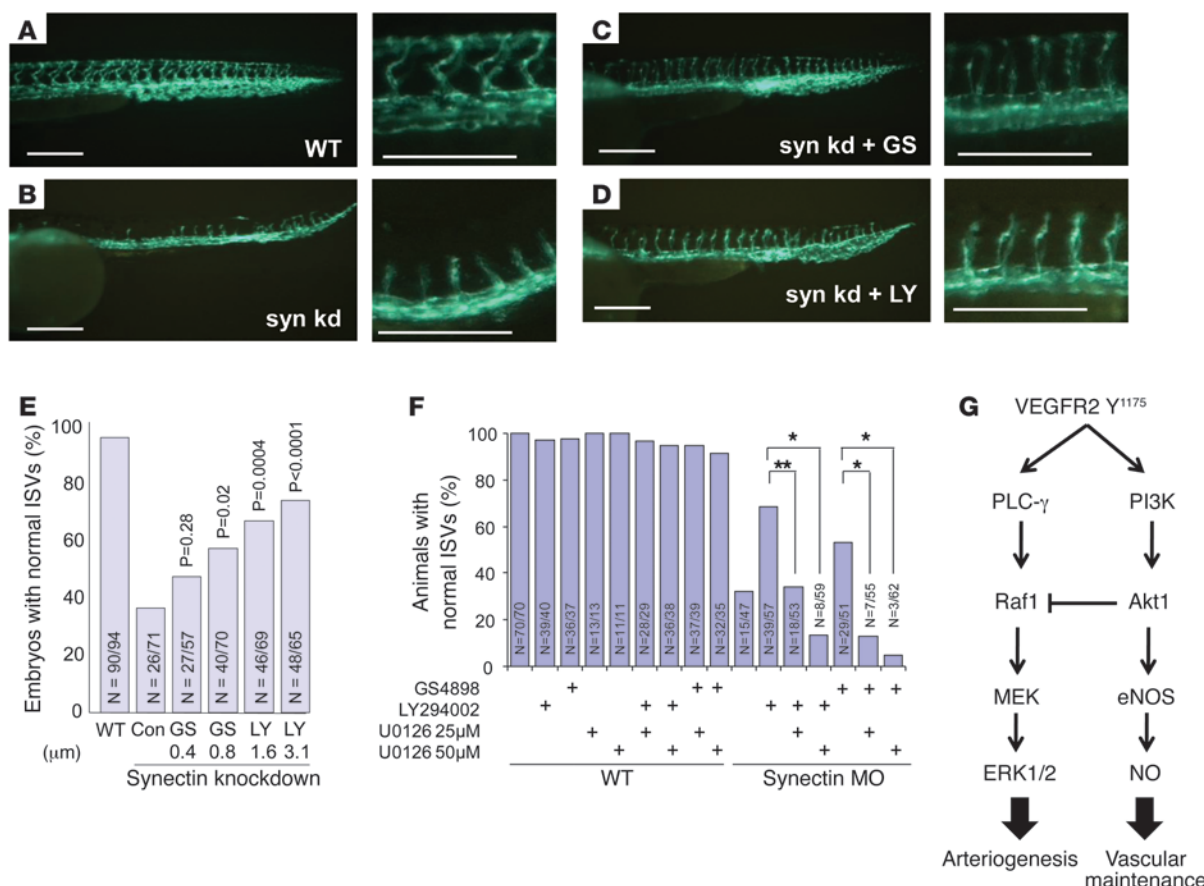 A
WT
B
syn kd
C
syn kd + GS
D
syn kd + LY
E
Embryos with normal ISVs (%)
100
80
60
40
20
0
N = 90/94
N = 26/71
N = 27/57
N = 40/70
N = 46/69
N = 48/65
P=0.28
P=0.02
P=0.0004
P<0.0001
WT Con GS GS LY LY
(μm) 0.4 0.8 1.6 3.1
Synectin knockdown
F
Animals with
normal ISVs (%)
100
80
60
40
20
0
N=70/70
N=39/40
N=36/37
N=13/13
N=11/11
N=28/29
N=36/38
N=37/39
N=32/35
N=15/47
N=39/57
N=18/53
N=8/59
N=29/51
N=7/55
N=3/62
*
**
*
*
GS4898 + + + + + +
LY294002 + + + + + +
U0126 25μM + + + + +
U0126 50μM + + + + +
WT Synectin MO
G
VEGFR2 Y1175
PLC-γ PI3K
Raf1 Akt1
MEK eNOS
ERK1/2 NO
Arteriogenesis Vascular
maintenance